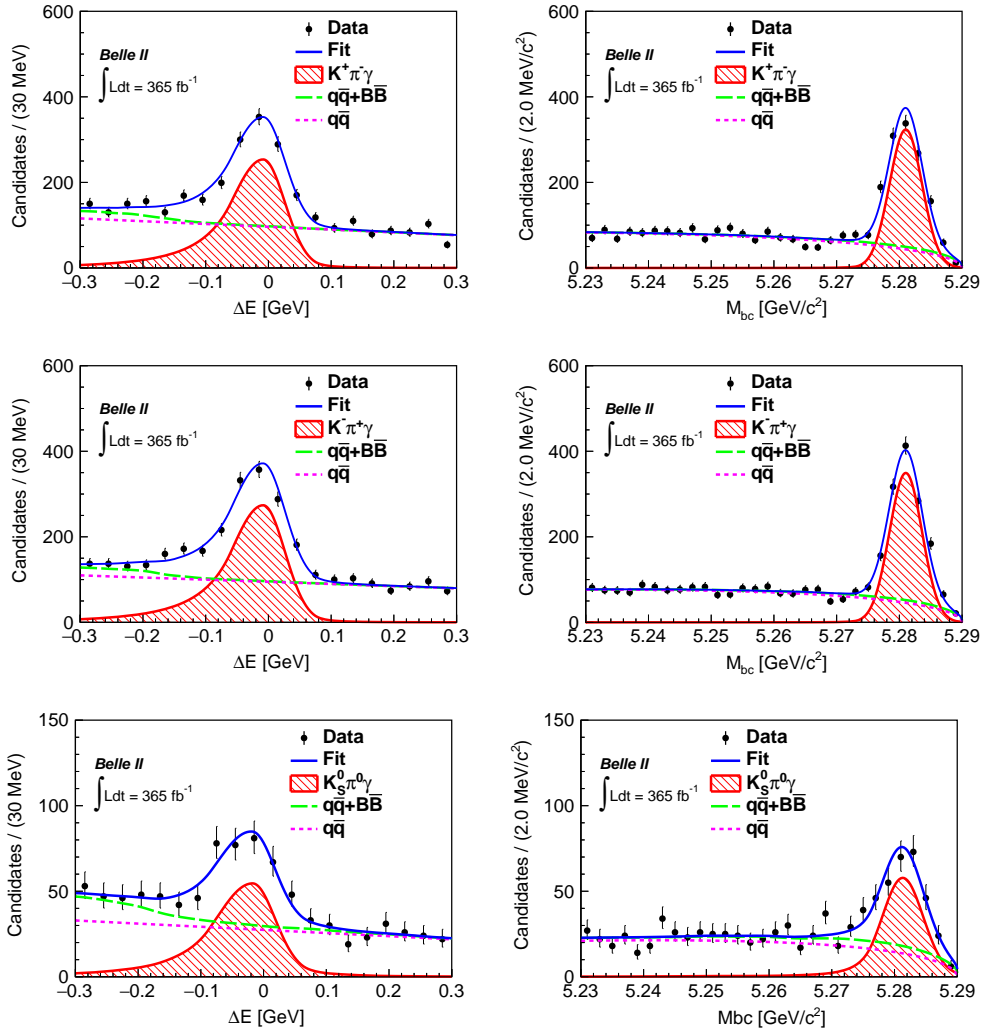 600
400
200
0
Candidates / (30 MeV)
Belle II
∫ Ldt = 365 fb⁻¹
Data
Fit
K⁺π⁻γ
qq̅+BB̅
qq̅
−0.3 −0.2 −0.1 0 0.1 0.2 0.3
ΔE [GeV]
600
400
200
0
Candidates / (2.0 MeV/c²)
Belle II
∫ Ldt = 365 fb⁻¹
Data
Fit
K⁺π⁻γ
qq̅+BB̅
qq̅
5.23 5.24 5.25 5.26 5.27 5.28 5.29
M_bc [GeV/c²]
600
400
200
0
Candidates / (30 MeV)
Belle II
∫ Ldt = 365 fb⁻¹
Data
Fit
K⁻π⁺γ
qq̅+BB̅
qq̅
−0.3 −0.2 −0.1 0 0.1 0.2 0.3
ΔE [GeV]
600
400
200
0
Candidates / (2.0 MeV/c²)
Belle II
∫ Ldt = 365 fb⁻¹
Data
Fit
K⁻π⁺γ
qq̅+BB̅
qq̅
5.23 5.24 5.25 5.26 5.27 5.28 5.29
M_bc [GeV/c²]
150
100
50
0
Candidates / (30 MeV)
Belle II
∫ Ldt = 365 fb⁻¹
Data
Fit
K_S⁰π⁰γ
qq̅+BB̅
qq̅
−0.3 −0.2 −0.1 0 0.1 0.2 0.3
ΔE [GeV]
150
100
50
0
Candidates / (2.0 MeV/c²)
Belle II
∫ Ldt = 365 fb⁻¹
Data
Fit
K_S⁰π⁰γ
qq̅+BB̅
qq̅
5.23 5.24 5.25 5.26 5.27 5.28 5.29
Mbc [GeV/c²]